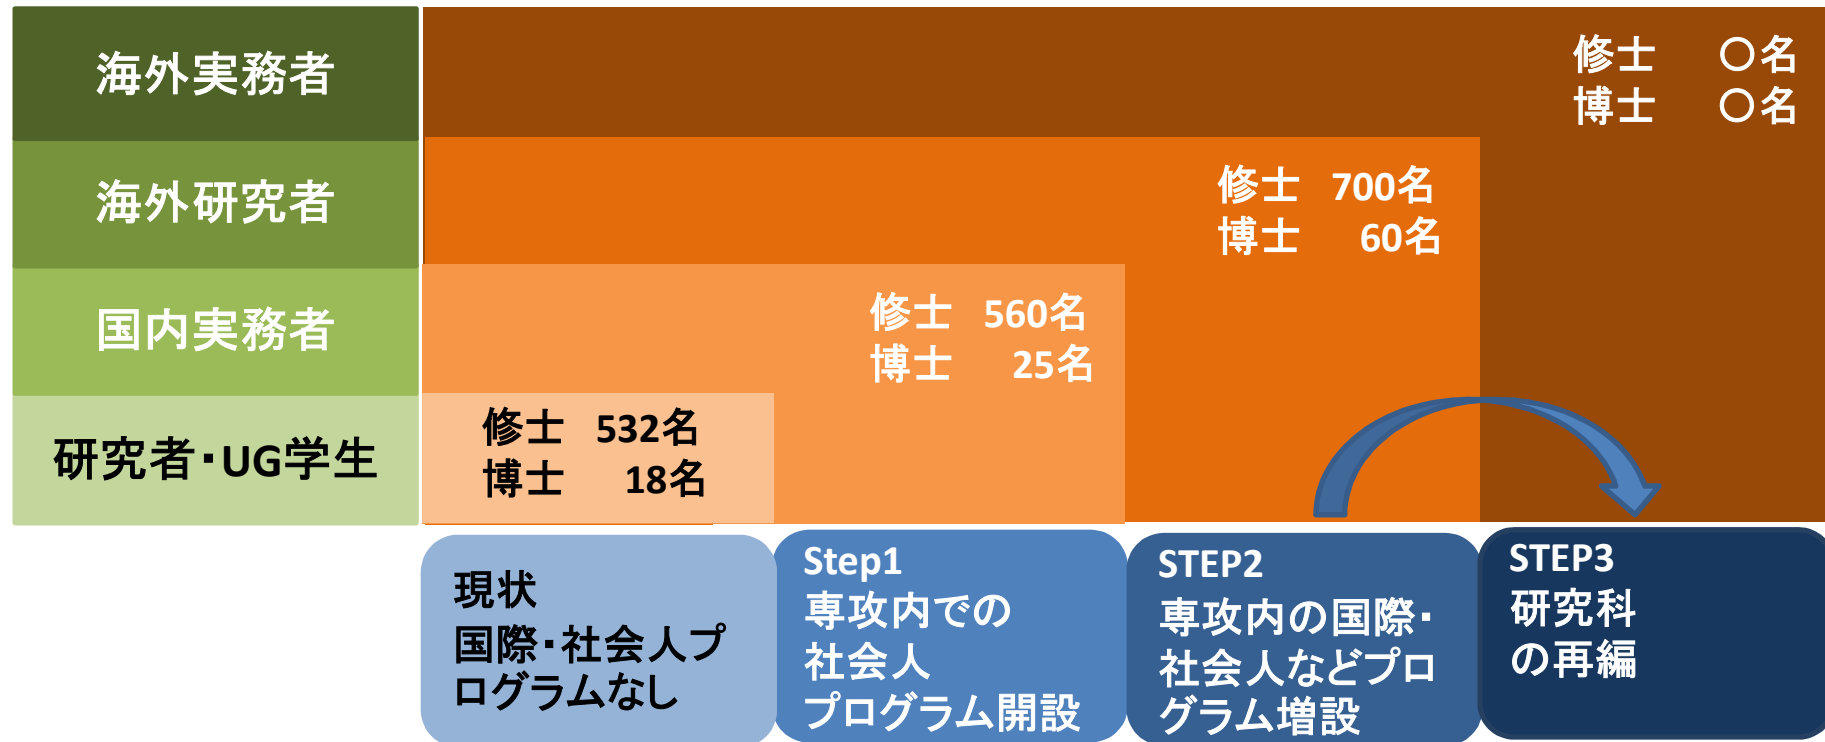 海外実務者
修士 〇名
博士 〇名
海外研究者
修士 700名
博士 60名
国内実務者
修士 560名
博士 25名
研究者・UG学生
修士 532名
博士 18名
現状
国際・社会人プ
ログラムなし
Step1
専攻内での
社会人
プログラム開設
STEP2
専攻内の国際・
社会人などプロ
グラム増設
STEP3
研究科
の再編